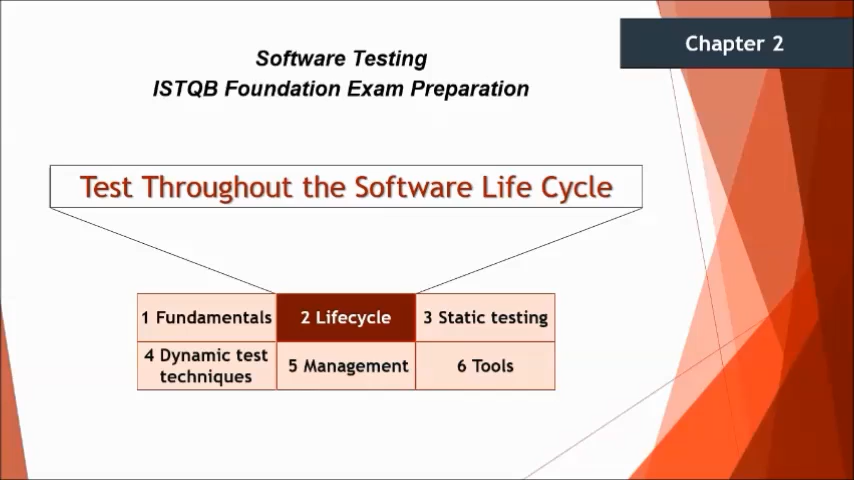 Chapter 2
Software Testing
ISTQB Foundation Exam Preparation
Test Throughout the Software Life Cycle
1 Fundamentals
2 Lifecycle
3 Static testing
4 Dynamic test
techniques
5 Management
6 Tools